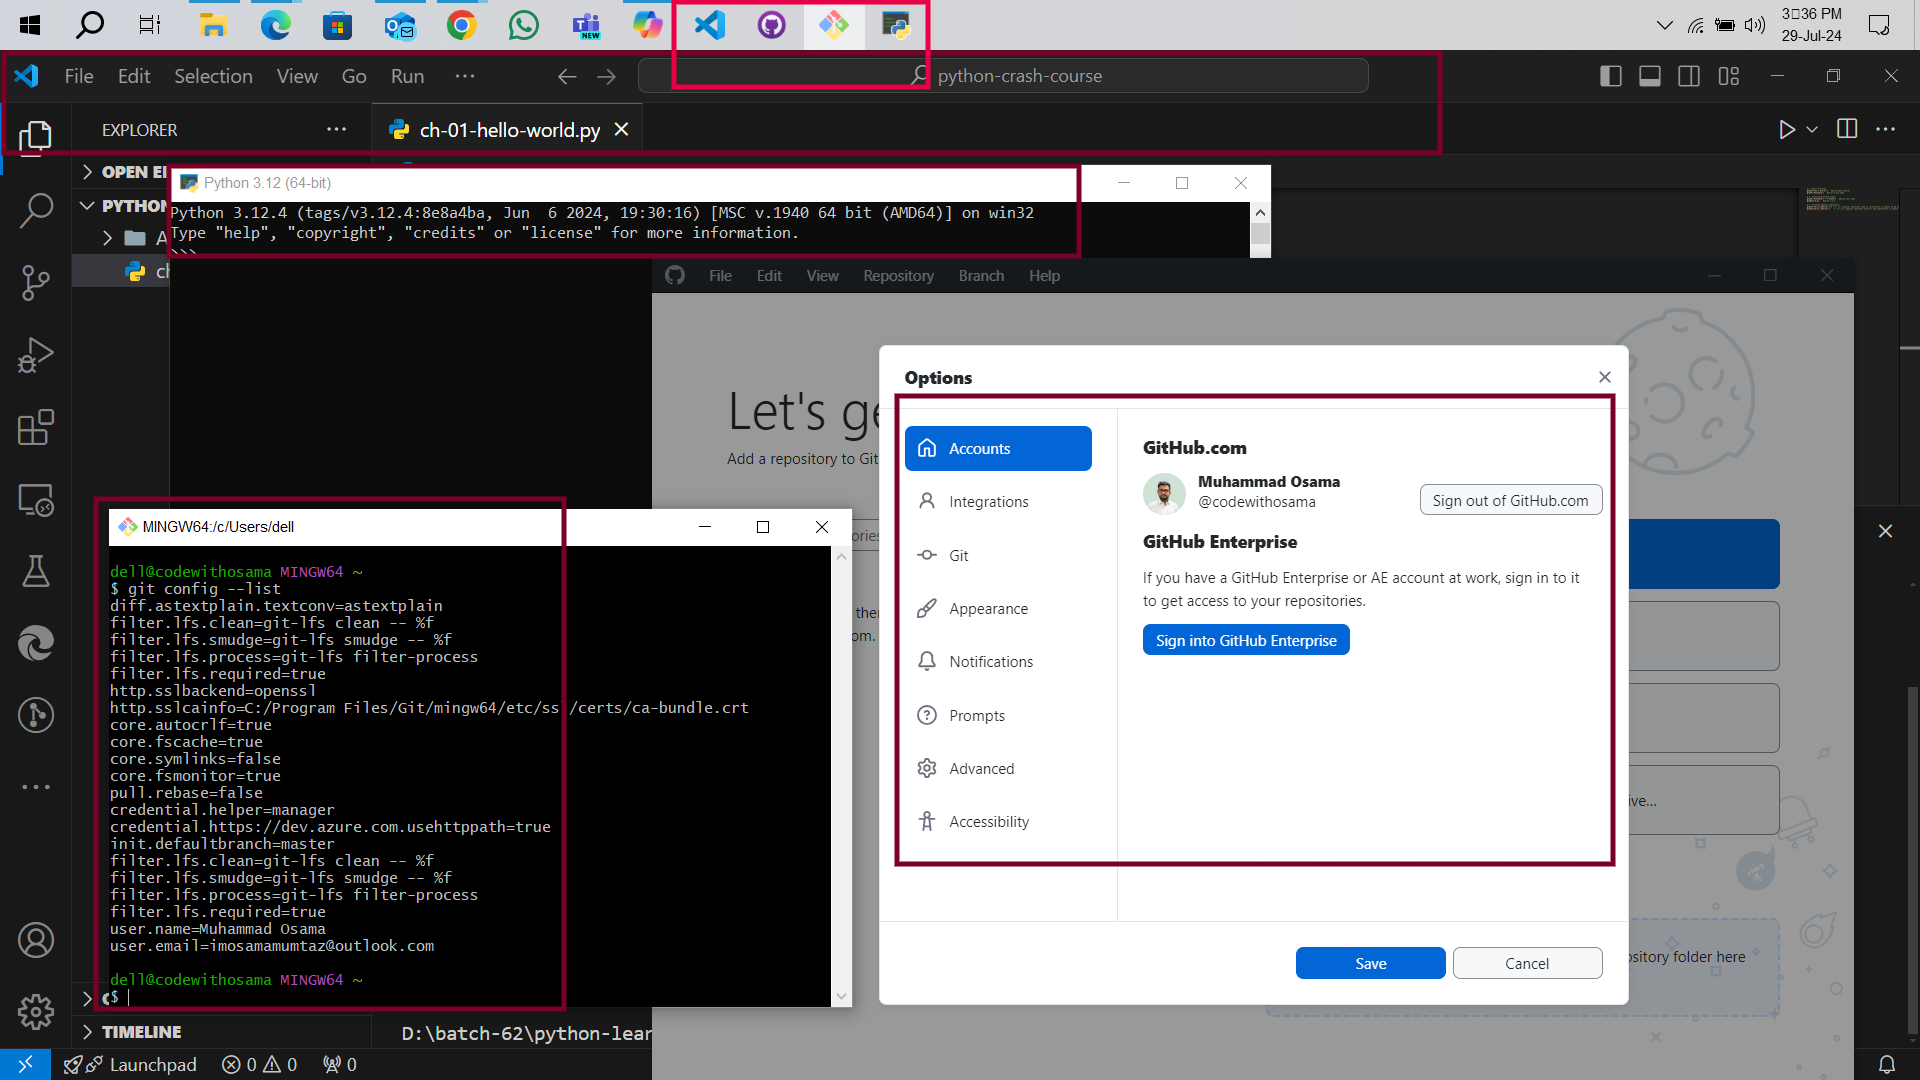 3:36 PM
29-Jul-24
NEW
File Edit Selection View Go Run ···
python-crash-course
EXPLORER ···
ch-01-hello-world.py
OPEN
PYTHON
Python 3.12 (64-bit)
Python 3.12.4 (tags/v3.12.4:8e8a4ba, Jun  6 2024, 19:30:16) [MSC v.1940 64 bit (AMD64)] on win32
Type "help", "copyright", "credits" or "license" for more information.
File Edit View Repository Branch Help
Let's
Add a repository to
Options
Accounts
Integrations
Git
Appearance
Notifications
Prompts
Advanced
Accessibility
GitHub.com
Muhammad Osama
@codewithosama
Sign out of GitHub.com
GitHub Enterprise
If you have a GitHub Enterprise or AE account at work, sign in to it
to get access to your repositories.
Sign into GitHub Enterprise
Save Cancel
folder here
MINGW64:/c/Users/dell
dell@codewithosama MINGW64 ~
$ git config --list
diff.astextplain.textconv=astextplain
filter.lfs.clean=git-lfs clean -- %f
filter.lfs.smudge=git-lfs smudge -- %f
filter.lfs.process=git-lfs filter-process
filter.lfs.required=true
http.sslbackend=openssl
http.sslcainfo=C:/Program Files/Git/mingw64/etc/ssl/certs/ca-bundle.crt
core.autocrlf=true
core.fscache=true
core.symlinks=false
core.fsmonitor=true
pull.rebase=false
credential.helper=manager
credential.https://dev.azure.com.usehttppath=true
init.defaultbranch=master
filter.lfs.clean=git-lfs clean -- %f
filter.lfs.smudge=git-lfs smudge -- %f
filter.lfs.process=git-lfs filter-process
filter.lfs.required=true
user.name=Muhammad Osama
user.email=imosamamumtaz@outlook.com
dell@codewithosama MINGW64 ~
$
TIMELINE
D:\batch-62\python-lear
Launchpad 0 0 0